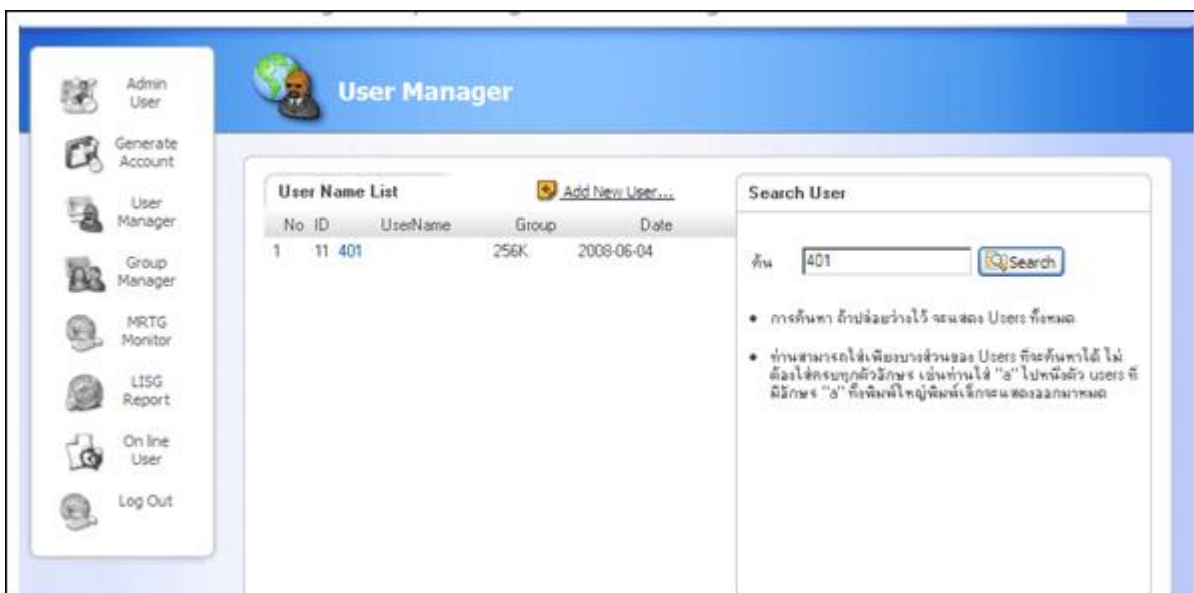 Admin
User
Generate
Account
User
Manager
Group
Manager
MRTG
Monitor
LISG
Report
On line
User
Log Out
User Manager
User Name List
Add New User...
No ID UserName Group Date
1 11 401 256K 2008-06-04
Search User
ค้น 401 Search
การค้นหา ถ้าปล่อยว่างไว้ จะแสดง Users ทั้งหมด
ท่านสามารถใส่เพียงบางส่วนของ Users ที่จะค้นหาได้ ไม่
ต้องใส่ครบทุกตัวอักษร เช่นท่านใส่ "a" ไปหนึ่งตัว users ที่
มีอักษร "a" ทั้งพิมพ์ใหญ่พิมพ์เล็กจะแสดงออกมาหมด